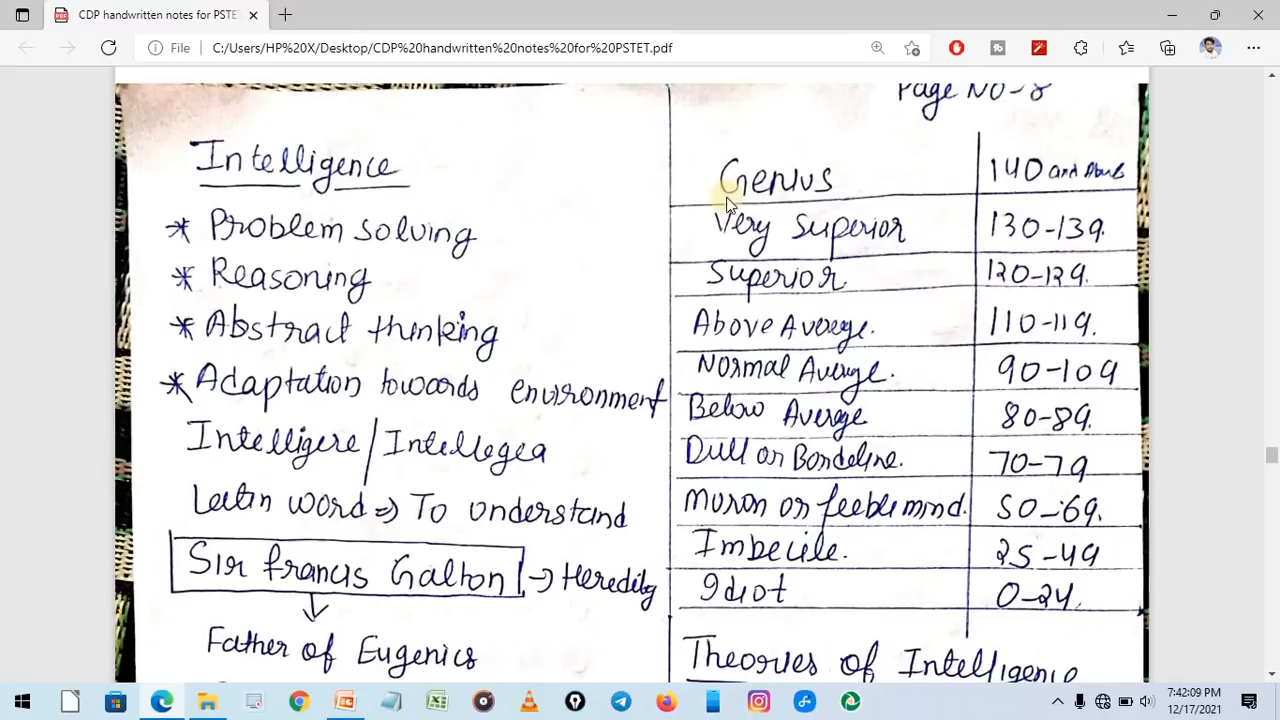 CDP handwritten notes for PSTET
File
C:/Users/HP%20X/Desktop/CDP%20handwritten%20notes%20for%20PSTET.pdf
Intelligence
* Problem solving
* Reasoning
* Abstract thinking
* Adaptation towards environment
Intelligere / Intellegea
Latin word => To understand
Sir Francis Galton -> Heredity
Father of Eugenics
Page No-8
Genius 140 and Above
Very Superior 130-139.
Superior 120-129.
Above Average. 110-119.
Normal Average. 90-109
Below Average 80-89.
Dull or Borderline. 70-79
Moron or feeblemind. 50-69.
Imbecile. 25-49
Idiot 0-24.
Theories of Intelligence
7:42:09 PM
12/17/2021